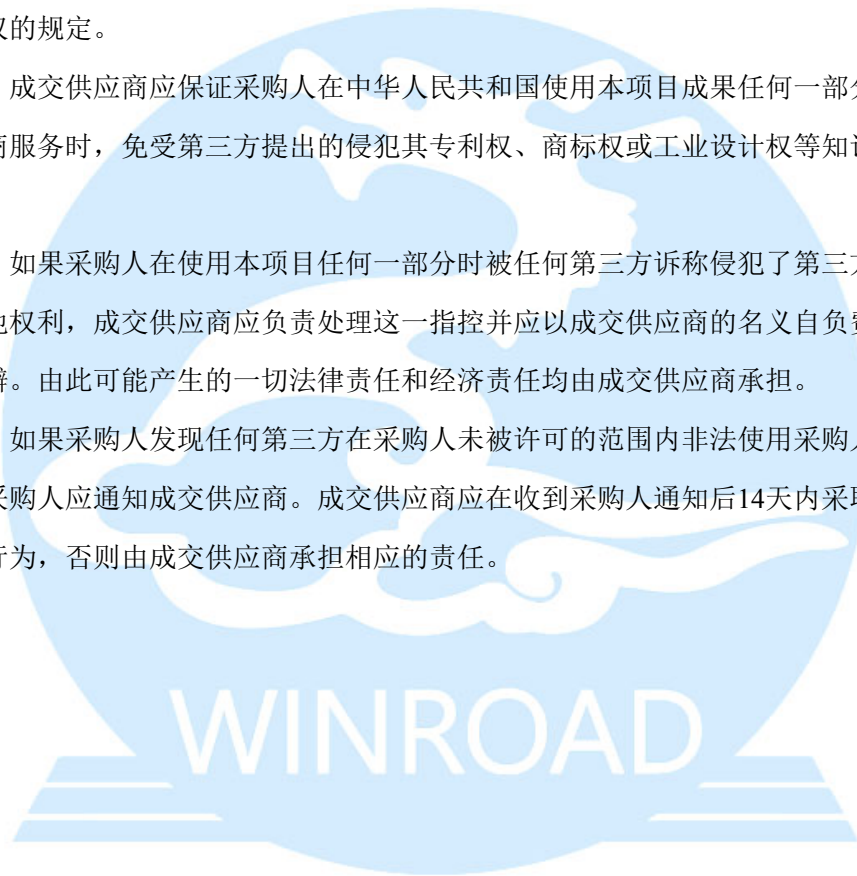 的规定。
成交供应商应保证采购人在中华人民共和国使用本项目成果任何一部分
服务时，免受第三方提出的侵犯其专利权、商标权或工业设计权等知识
如果采购人在使用本项目任何一部分时被任何第三方诉称侵犯了第三方
权利，成交供应商应负责处理这一指控并应以成交供应商的名义自负费
。由此可能产生的一切法律责任和经济责任均由成交供应商承担。
如果采购人发现任何第三方在采购人未被许可的范围内非法使用采购人
采购人应通知成交供应商。成交供应商应在收到采购人通知后14天内采取
行为，否则由成交供应商承担相应的责任。
WINROAD